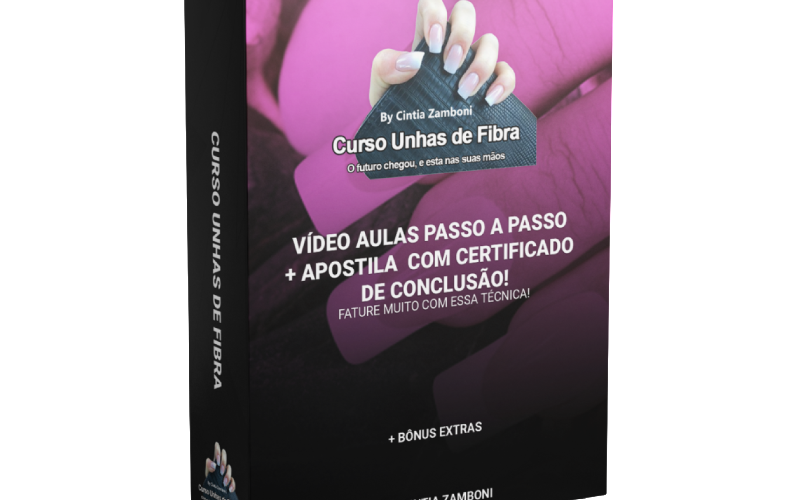 By Cintia Zamboni
Curso Unhas de Fibra
O futuro chegou, e esta nas suas mãos
VÍDEO AULAS PASSO A PASSO
+ APOSTILA COM CERTIFICADO
DE CONCLUSÃO!
FATURE MUITO COM ESSA TÉCNICA!
+ BÔNUS EXTRAS
ZAMBONI
CURSO UNHAS DE FIBRA